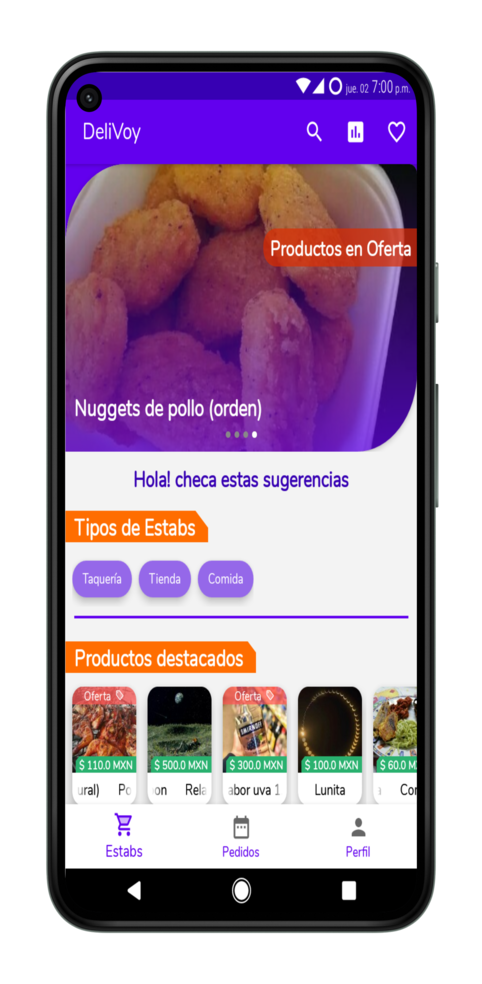 jue. 02 7:00 p.m.
DeliVoy
Productos en Oferta
Nuggets de pollo (orden)
Hola! checa estas sugerencias
Tipos de Estabs
Taquería Tienda Comida
Productos destacados
Oferta Oferta
SMIRNOFF
$ 110.0 MXN $ 500.0 MXN $ 300.0 MXN $ 100.0 MXN $ 60.0 M
ural) Po on Rela abor uva 1 Lunita a Cor
Estabs Pedidos Perfil